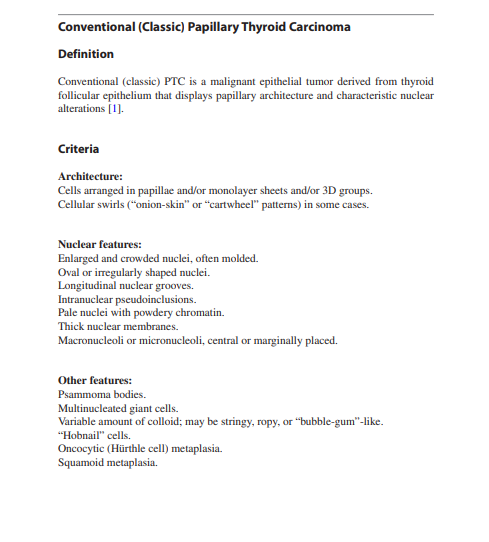 Conventional (Classic) Papillary Thyroid Carcinoma
Definition
Conventional (classic) PTC is a malignant epithelial tumor derived from thyroid
follicular epithelium that displays papillary architecture and characteristic nuclear
alterations [1].
Criteria
Architecture:
Cells arranged in papillae and/or monolayer sheets and/or 3D groups.
Cellular swirls (“onion-skin” or “cartwheel” patterns) in some cases.
Nuclear features:
Enlarged and crowded nuclei, often molded.
Oval or irregularly shaped nuclei.
Longitudinal nuclear grooves.
Intranuclear pseudoinclusions.
Pale nuclei with powdery chromatin.
Thick nuclear membranes.
Macronucleoli or micronucleoli, central or marginally placed.
Other features:
Psammoma bodies.
Multinucleated giant cells.
Variable amount of colloid; may be stringy, ropy, or “bubble-gum”-like.
“Hobnail” cells.
Oncocytic (Hürthle cell) metaplasia.
Squamoid metaplasia.